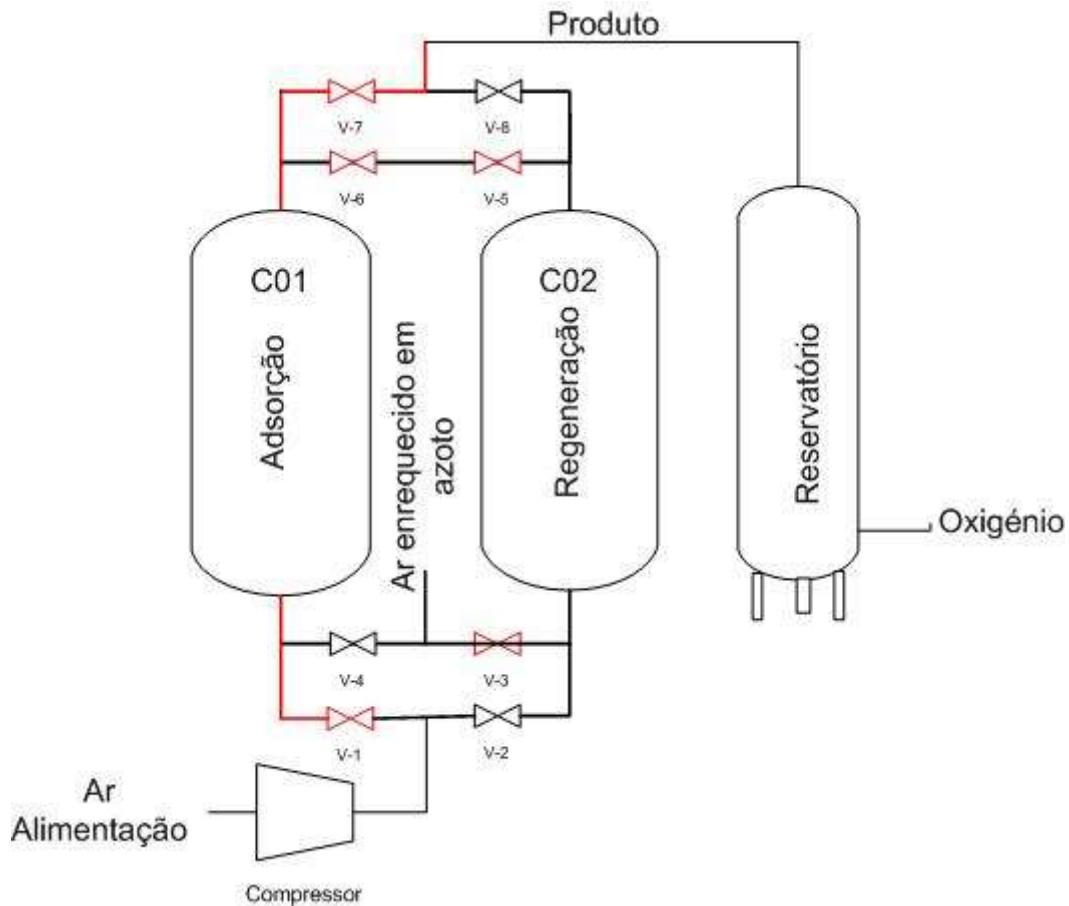 Produto
V-7
V-8
V-6
V-5
C01
C02
Adsorção
Ar enrequecido em
azoto
Regeneração
Reservatório
Oxigénio
V-4
V-3
V-1
V-2
Ar
Alimentação
Compressor